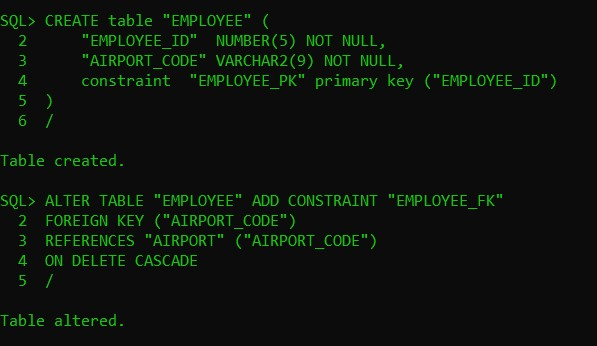 SQL> CREATE table "EMPLOYEE" (
  2      "EMPLOYEE_ID"  NUMBER(5) NOT NULL,
  3      "AIRPORT_CODE" VARCHAR2(9) NOT NULL,
  4      constraint  "EMPLOYEE_PK" primary key ("EMPLOYEE_ID")
  5  )
  6  /
Table created.
SQL> ALTER TABLE "EMPLOYEE" ADD CONSTRAINT "EMPLOYEE_FK"
  2  FOREIGN KEY ("AIRPORT_CODE")
  3  REFERENCES "AIRPORT" ("AIRPORT_CODE")
  4  ON DELETE CASCADE
  5  /
Table altered.